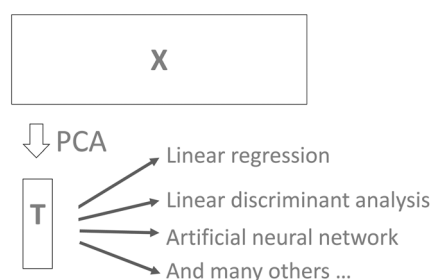 X
PCA
Linear regression
T
Linear discriminant analysis
Artificial neural network
And many others ...